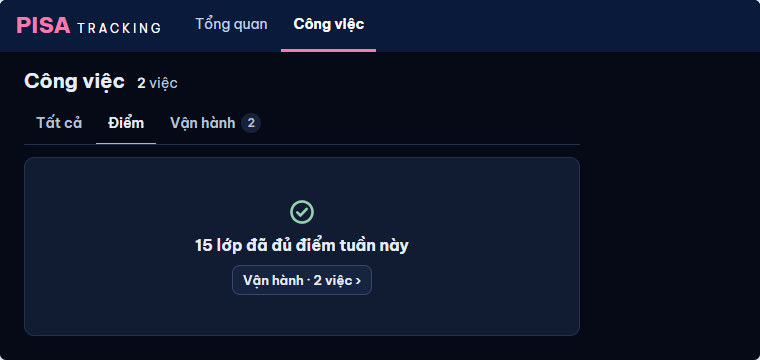 PISA TRACKING Tổng quan Công việc
Công việc 2 việc
Tất cả Điểm Vận hành 2
15 lớp đã đủ điểm tuần này
Vận hành · 2 việc ›